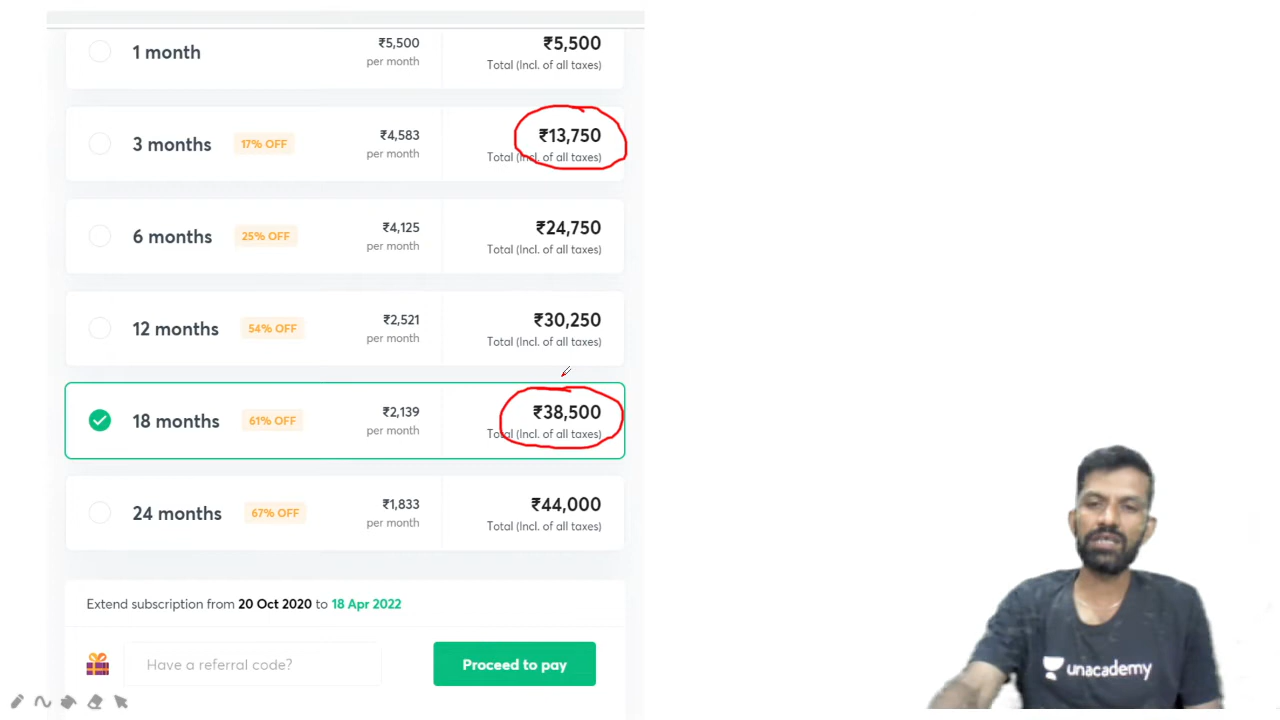 1 month
₹5,500
per month
₹5,500
Total (Incl. of all taxes)
3 months
17% OFF
₹4,583
per month
₹13,750
Total (Incl. of all taxes)
6 months
25% OFF
₹4,125
per month
₹24,750
Total (Incl. of all taxes)
12 months
54% OFF
₹2,521
per month
₹30,250
Total (Incl. of all taxes)
18 months
61% OFF
₹2,139
per month
₹38,500
Total (Incl. of all taxes)
24 months
67% OFF
₹1,833
per month
₹44,000
Total (Incl. of all taxes)
Extend subscription from 20 Oct 2020 to 18 Apr 2022
Have a referral code?
Proceed to pay
unacademy